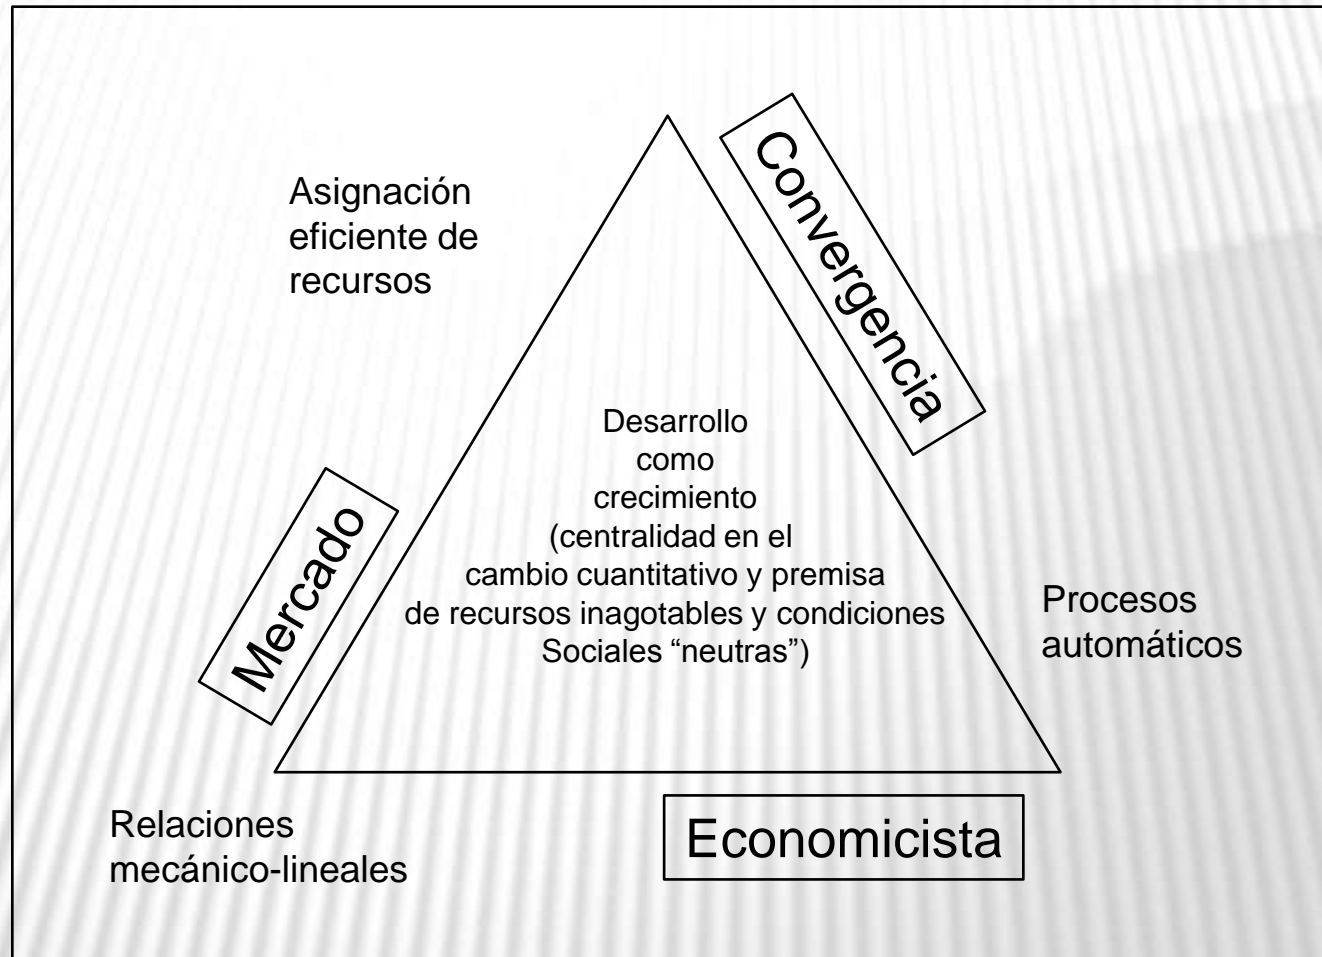 Asignación
eficiente de
recursos
Convergencia
Desarrollo
como
crecimiento
(centralidad en el
cambio cuantitativo y premisa
de recursos inagotables y condiciones
Sociales “neutras”)
Mercado
Procesos
automáticos
Relaciones
mecánico-lineales
Economicista